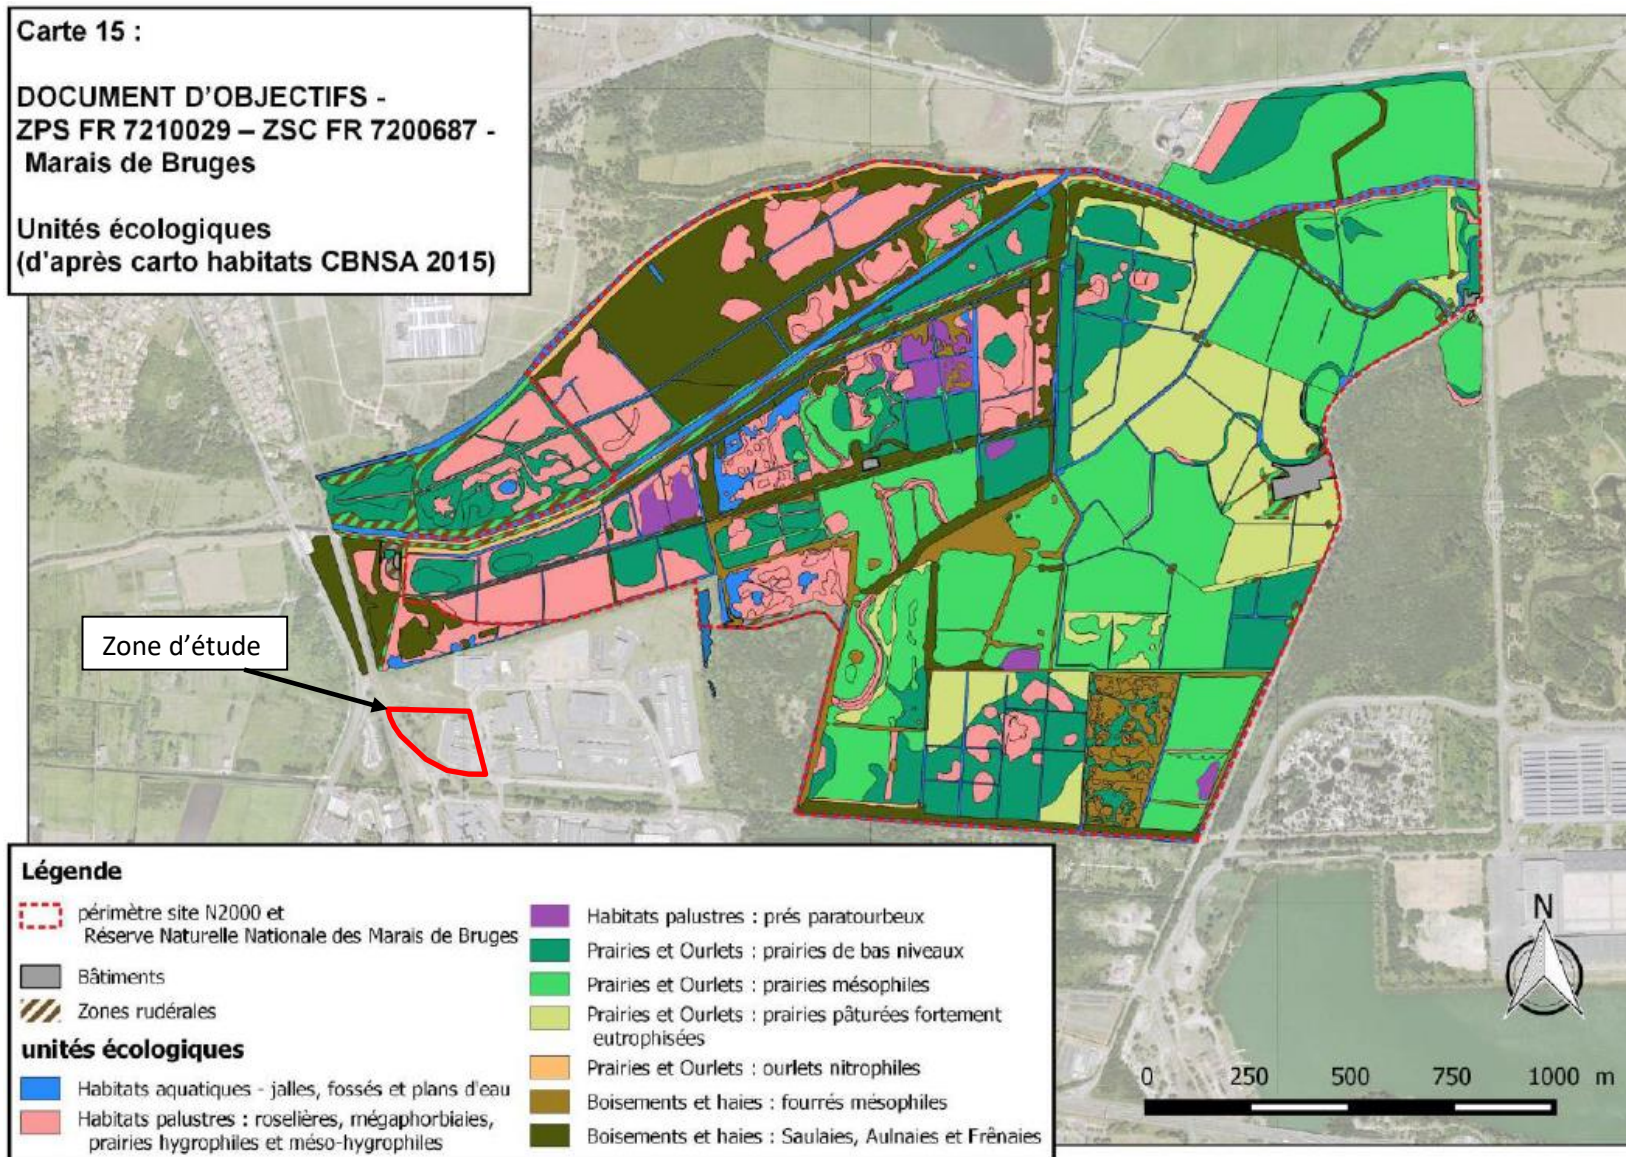 Carte 15 :
DOCUMENT D'OBJECTIFS -
ZPS FR 7210029 – ZSC FR 7200687 -
Marais de Bruges
Unités écologiques
(d'après carto habitats CBNSA 2015)
Zone d'étude
Légende
périmètre site N2000 et
Réserve Naturelle Nationale des Marais de Bruges
Bâtiments
Zones rudérales
unités écologiques
Habitats aquatiques - jalles, fossés et plans d'eau
Habitats palustres : roselières, mégaphorbiaies,
prairies hygrophiles et méso-hygrophiles
Habitats palustres : prés paratourbeux
Prairies et Ourlets : prairies de bas niveaux
Prairies et Ourlets : prairies mésophiles
Prairies et Ourlets : prairies pâturées fortement
eutrophisées
Prairies et Ourlets : ourlets nitrophiles
Boisements et haies : fourrés mésophiles
Boisements et haies : Saulaies, Aulnaies et Frênaies
N
0 250 500 750 1000 m